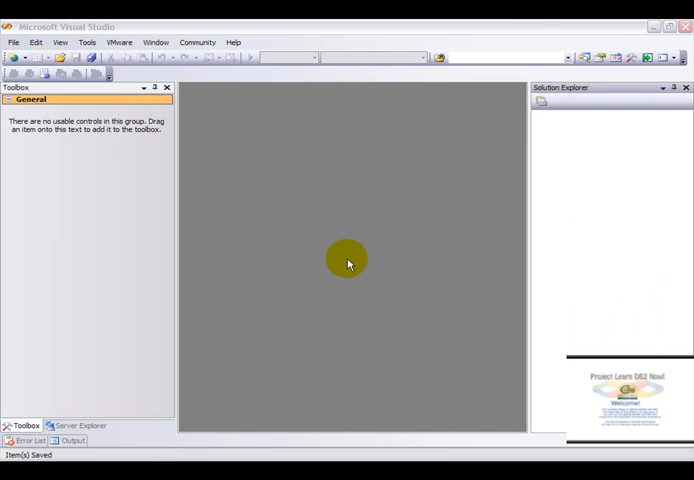 Microsoft Visual Studio
File Edit View Tools VMware Window Community Help
Toolbox
General
There are no usable controls in this group. Drag
an item onto this text to add it to the toolbox.
Solution Explorer
Project Learn DB2 Now!
Welcome!
Toolbox Server Explorer
Error List Output
Item(s) Saved